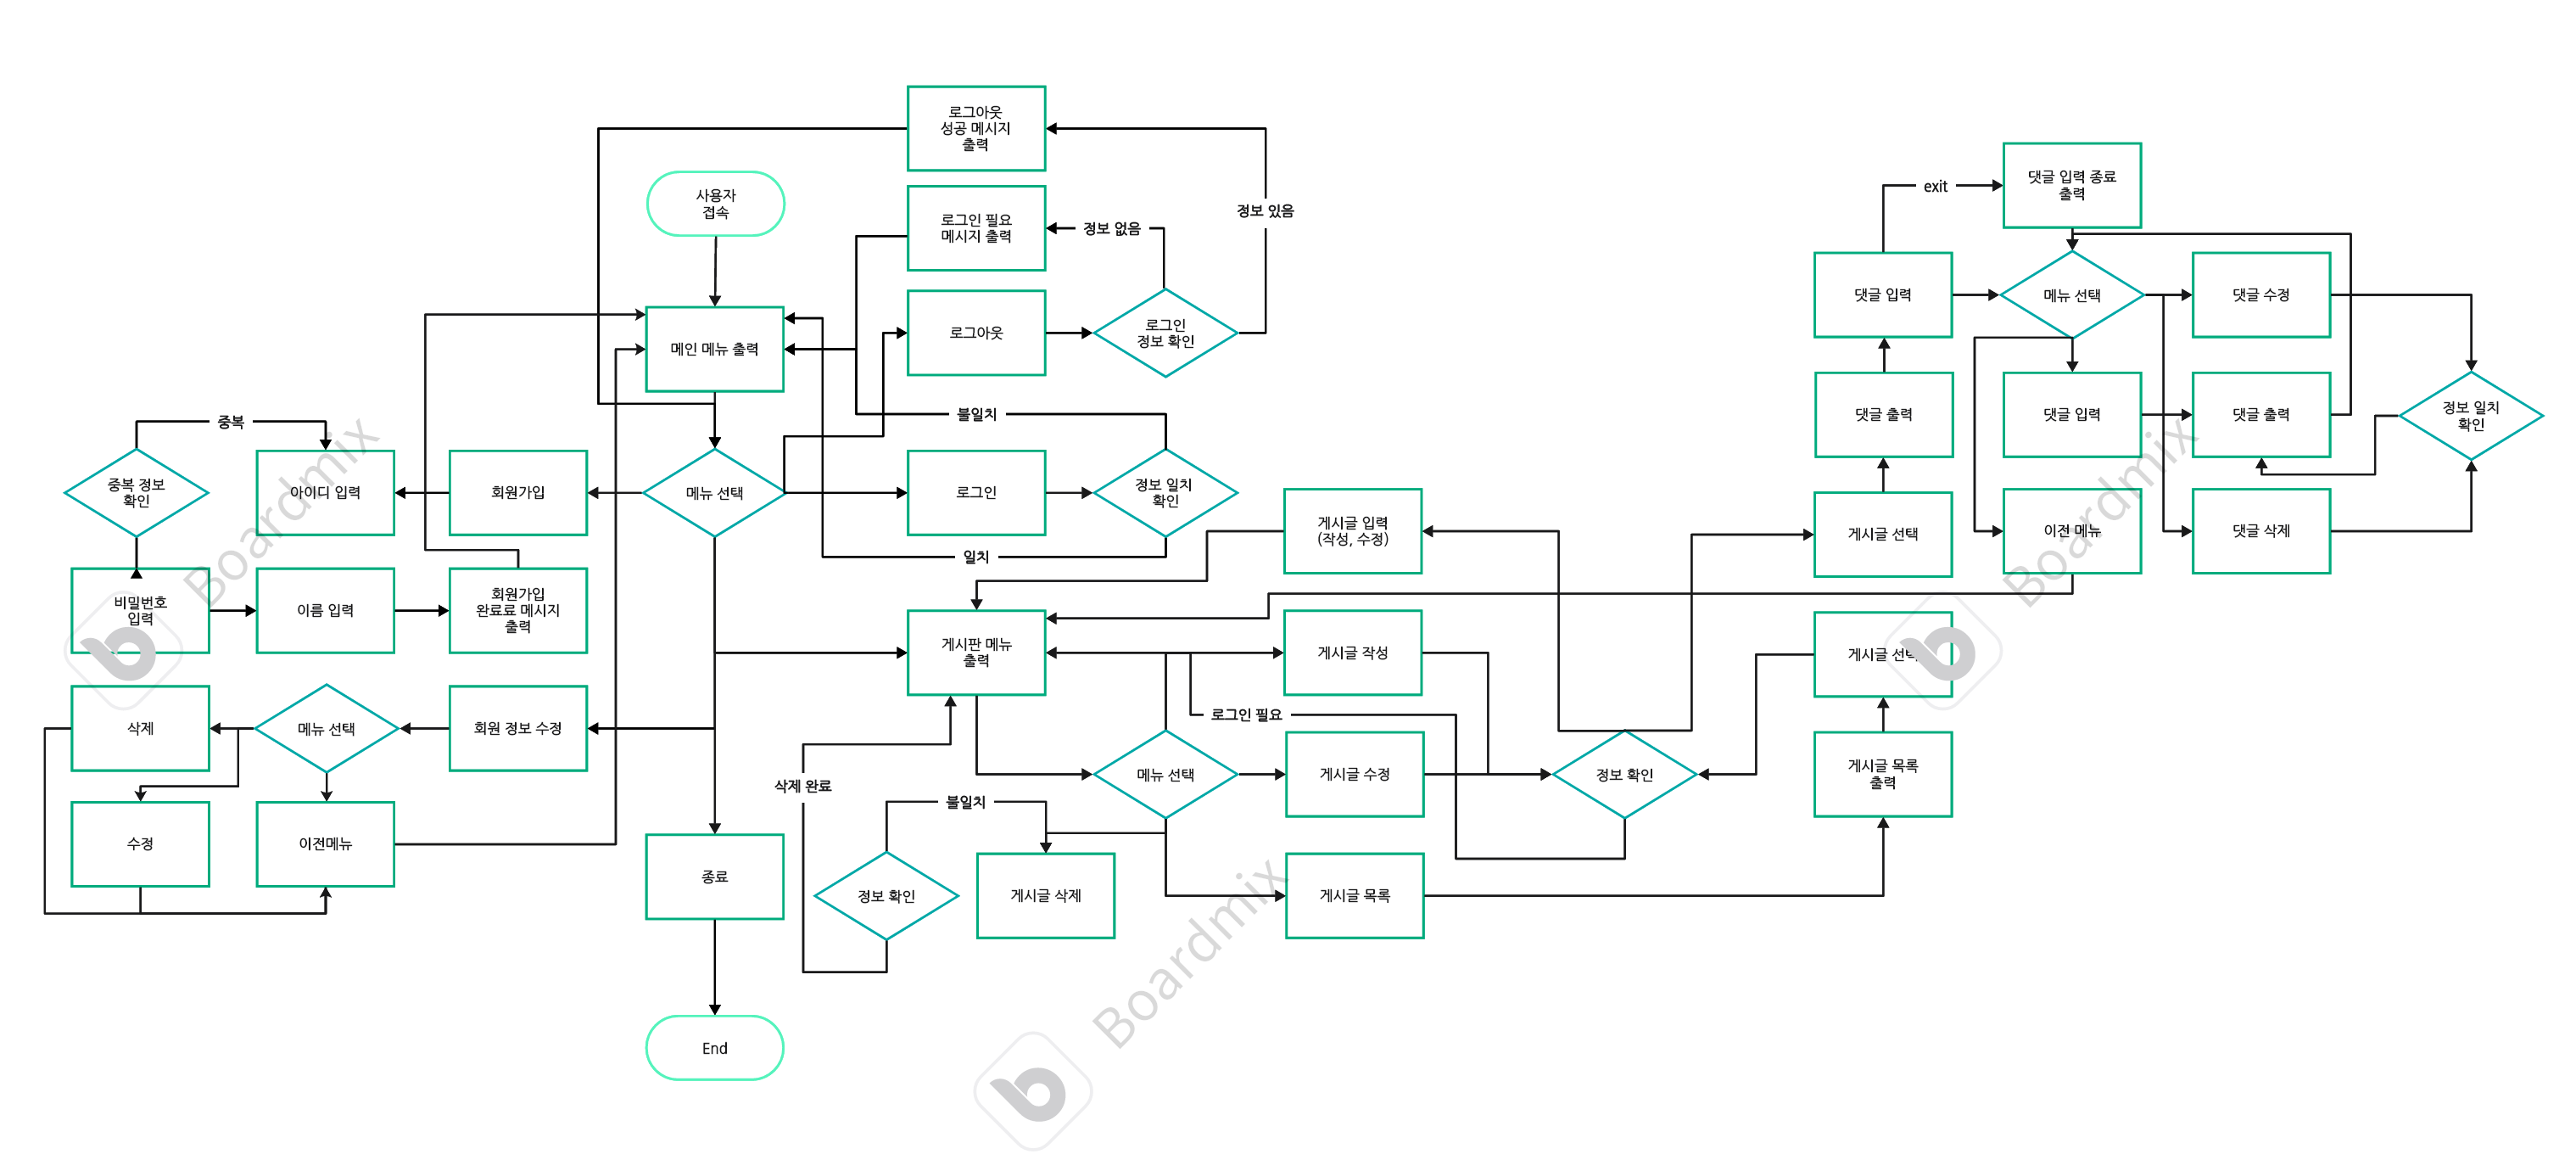 로그아웃
성공 메시지
출력
사용자
접속
로그인 필요
메시지 출력
정보 없음
정보 있음
exit
댓글 입력 종료
출력
메인 메뉴 출력
로그아웃
로그인
정보 확인
댓글 입력
메뉴 선택
댓글 수정
중복
불일치
댓글 출력
댓글 입력
댓글 출력
정보 일치
확인
중복 정보
확인
아이디 입력
회원가입
메뉴 선택
로그인
정보 일치
확인
일치
게시글 입력
(작성, 수정)
게시글 선택
이전 메뉴
댓글 삭제
비밀번호
입력
이름 입력
회원가입
완료료 메시지
출력
게시판 메뉴
출력
게시글 작성
게시글 선택
로그인 필요
삭제
메뉴 선택
회원 정보 수정
삭제 완료
메뉴 선택
게시글 수정
정보 확인
게시글 목록
출력
불일치
수정
이전메뉴
종료
정보 확인
게시글 삭제
게시글 목록
End
Boardmix
Boardmix
Boardmix